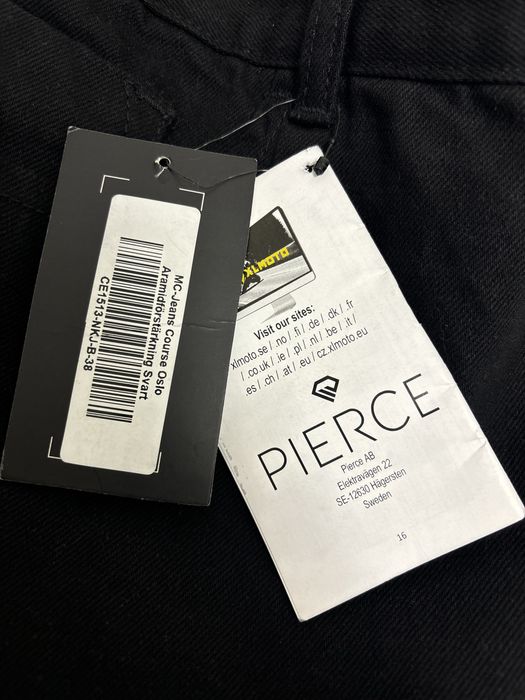 MC-Jeans Course Oslo
Aramidförstärkning Svart
CE1513-NKJ-B-38
XLMOTO
Visit our sites:
xlmoto.se / .no / .fi / .de / .dk / .fr
/ .co.uk / .ie / .pl / .nl / .be / .it /
.es / .ch / .at / .eu / cz.xlmoto.eu
PIERCE
Pierce AB
Elektravägen 22
SE-12630 Hägersten
Sweden
16